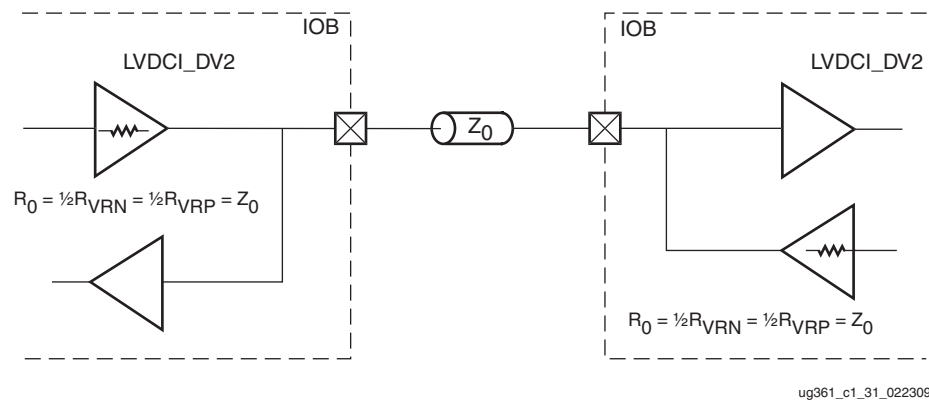 IOB
IOB
LVDCI_DV2
LVDCI_DV2
Z0
R0 = ½RVRN = ½RVRP = Z0
R0 = ½RVRN = ½RVRP = Z0
ug361_c1_31_022309